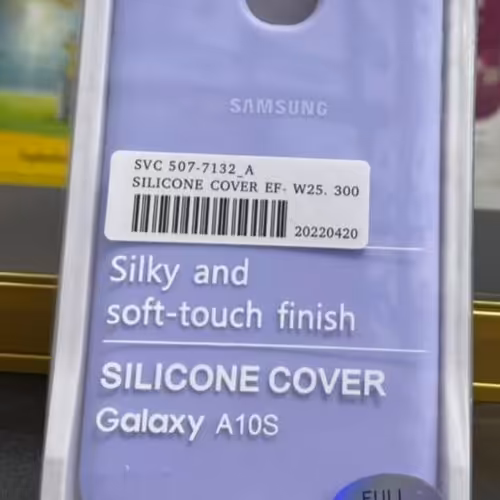 SAMSUNG
SVC 507-7132_A
SILICONE COVER EF- W25. 300
20220420
Silky and
soft-touch finish
SILICONE COVER
Galaxy A10S
FULL